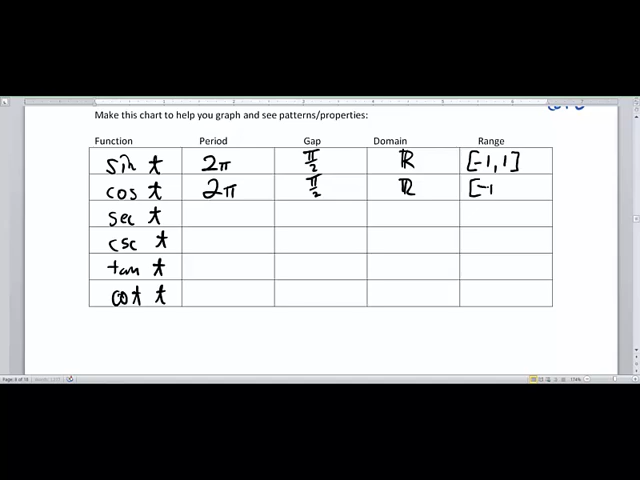 Make this chart to help you graph and see patterns/properties:
Function Period Gap Domain Range
sin t 2π π/2 ℝ [-1, 1]
cos t 2π π/2 ℝ [-1
sec t
csc t
tan t
cot t